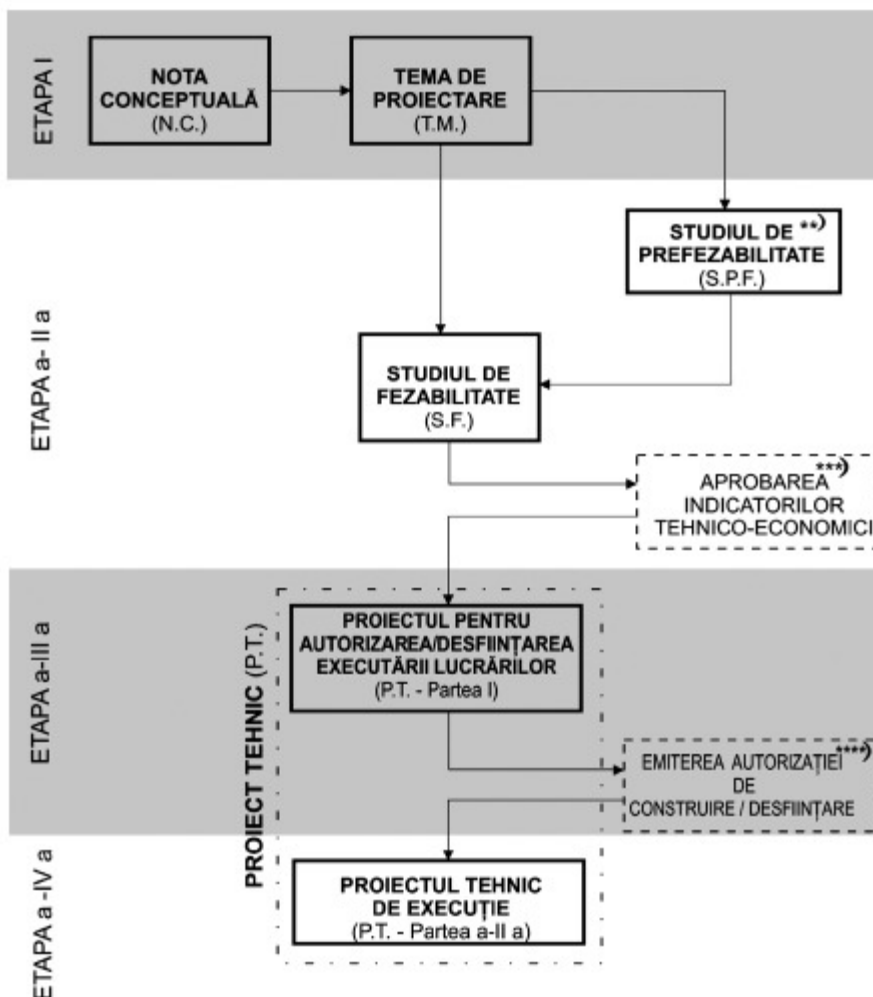 ETAPA I
NOTA
CONCEPTUALĂ
(N.C.)
TEMA DE
PROIECTARE
(T.M.)
ETAPA a- II a
STUDIUL DE **)
PREFEZABILITATE
(S.P.F.)
STUDIUL DE
FEZABILITATE
(S.F.)
APROBAREA ***)
INDICATORILOR
TEHNICO-ECONOMICI
ETAPA a-III a
PROIECT TEHNIC (P.T.)
PROIECTUL PENTRU
AUTORIZAREA/DESFIINȚAREA
EXECUTĂRII LUCRĂRILOR
(P.T. - Partea I)
EMITEREA AUTORIZAȚIEI ****)
DE
CONSTRUIRE / DESFIINȚARE
ETAPA a -IV a
PROIECTUL TEHNIC
DE EXECUȚIE
(P.T. - Partea a-II a)